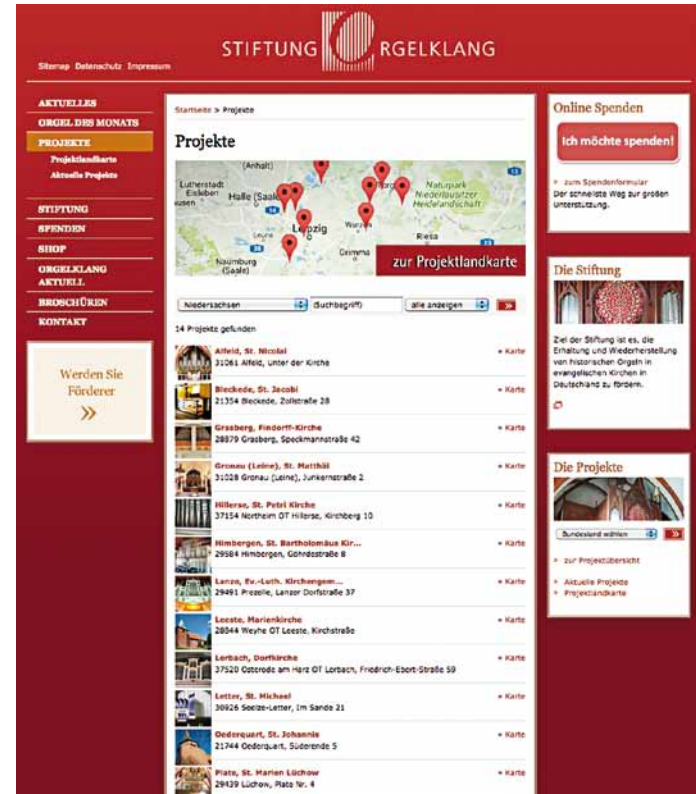 STIFTUNG ORGELKLANG
Sitemap Datenschutz Impressum
AKTUELLES
ORGEL DES MONATS
PROJEKTE
Projektlandkarte
Aktuelle Projekte
STIFTUNG
SPENDEN
SHOP
ORGELKLANG
AKTUELL
BROSCHÜREN
KONTAKT
Werden Sie
Förderer
»
Startseite > Projekte
Projekte
(Anhalt)
Lutherstadt
Eisleben
Halle (Saale)
Naturpark
Niederlausitzer
Heidelandschaft
Leipzig
Wurzen
Riesa
Grimma
Naumburg
(Saale)
zur Projektlandkarte
Niedersachsen (Suchbegriff) alle anzeigen »
14 Projekte gefunden
Alfeld, St. Nicolai » Karte
31061 Alfeld, Unter der Kirche
Bleckede, St. Jacobi » Karte
21354 Bleckede, Zollstraße 28
Grasberg, Findorff-Kirche » Karte
28879 Grasberg, Speckmannstraße 42
Gronau (Leine), St. Matthäi » Karte
31028 Gronau (Leine), Junkernstraße 2
Hillerse, St. Petri Kirche » Karte
37154 Northeim OT Hillerse, Kirchberg 10
Himbergen, St. Bartholomäus Kir... » Karte
29584 Himbergen, Göhrdestraße 8
Lanze, Ev.-Luth. Kirchengem... » Karte
29491 Prezelle, Lanzer Dorfstraße 37
Leeste, Marienkirche » Karte
28844 Weyhe OT Leeste, Kirchstraße
Lerbach, Dorfkirche » Karte
37520 Osterode am Harz OT Lerbach, Friedrich-Ebert-Straße 59
Letter, St. Michael » Karte
30926 Seelze-Letter, Im Sande 21
Oederquart, St. Johannis » Karte
21744 Oederquart, Süderende 5
Plate, St. Marien Lüchow » Karte
29439 Lüchow, Plate Nr. 4
Online Spenden
Ich möchte spenden!
» zum Spendenformular
Der schnellste Weg zur großen
Unterstützung.
Die Stiftung
Ziel der Stiftung ist es, die
Erhaltung und Wiederherstellung
von historischen Orgeln in
evangelischen Kirchen in
Deutschland zu fördern.
Die Projekte
Bundesland wählen »
» zur Projektübersicht
» Aktuelle Projekte
» Projektlandkarte